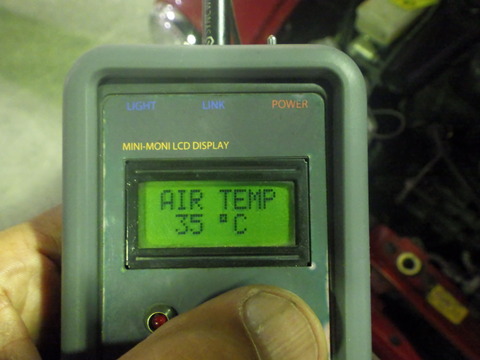 LIGHT LINK POWER
MINI-MONI LCD DISPLAY
AIR TEMP
35 °C